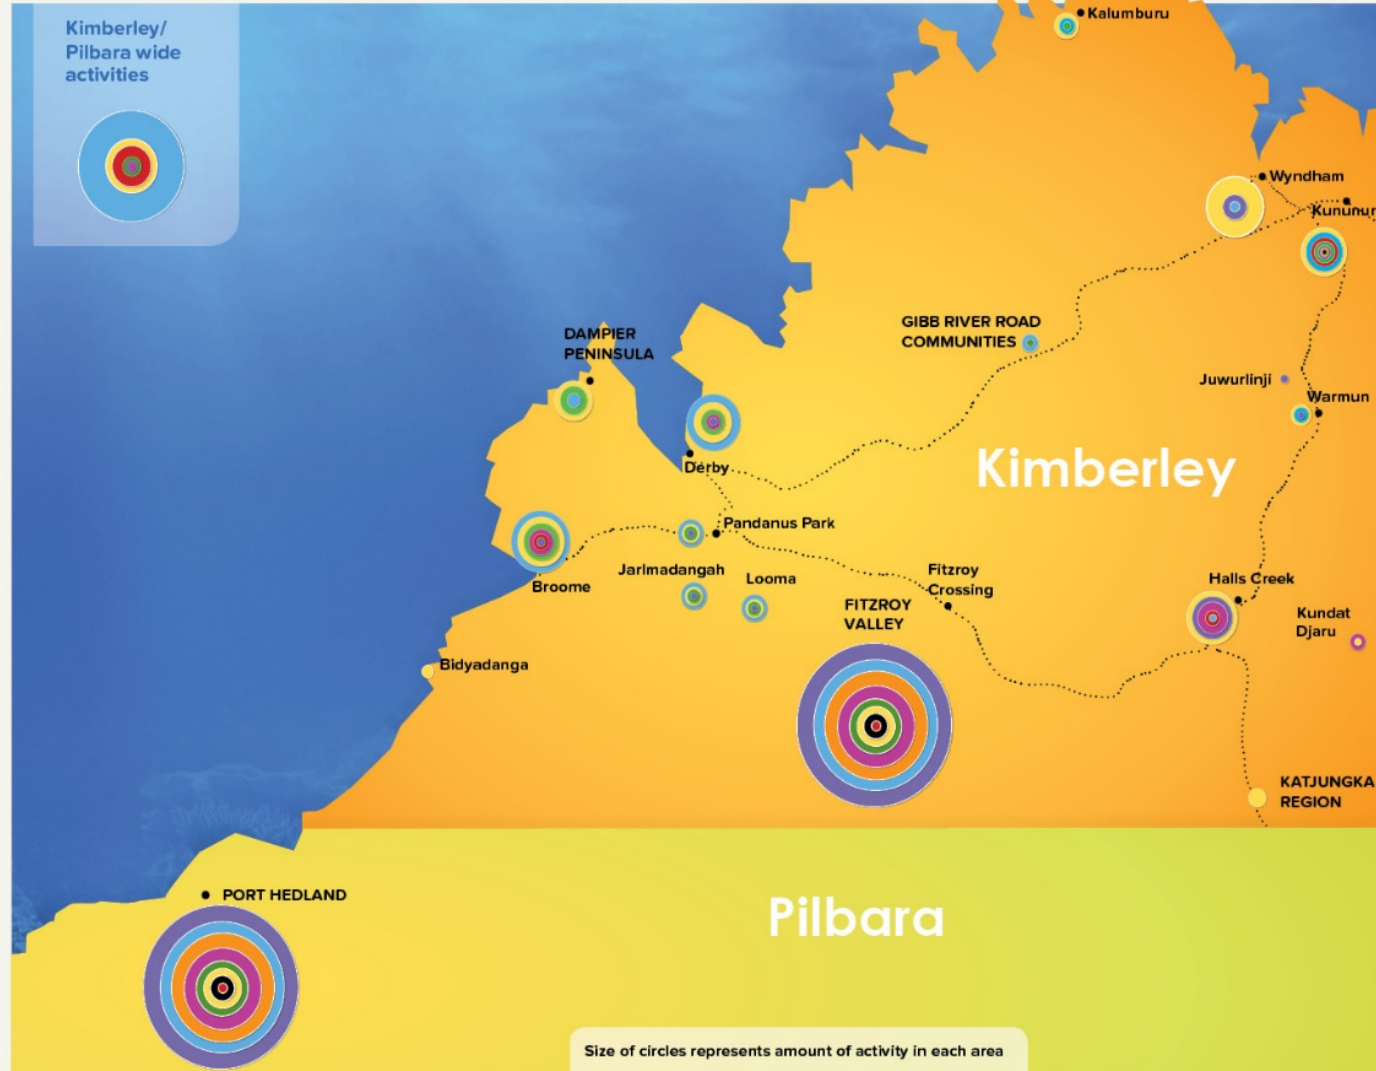 Kimberley/
Pilbara wide
activities
Kalumburu
Wyndham
Kununur
DAMPIER
PENINSULA
GIBB RIVER ROAD
COMMUNITIES
Juwurlinji
Warmun
Derby
Kimberley
Pandanus Park
Jarlmadangah
Looma
Broome
Fitzroy
Crossing
Halls Creek
FITZROY
VALLEY
Kundat
Djaru
Bidyadanga
KATJUNGKA
REGION
PORT HEDLAND
Pilbara
Size of circles represents amount of activity in each area